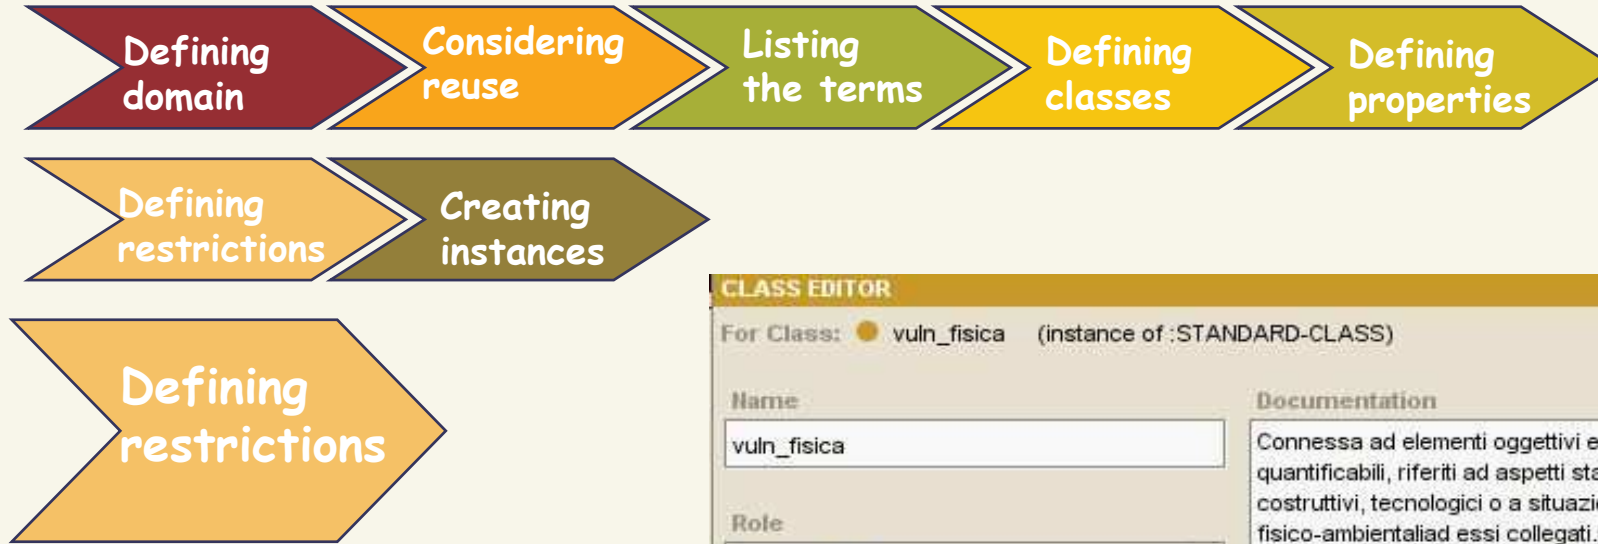 Defining
domain
Considering
reuse
Listing
the terms
Defining
classes
Defining
properties
Defining
restrictions
Creating
instances
Defining
restrictions
CLASS EDITOR
For Class: vuln_fisica (instance of :STANDARD-CLASS)
Name
vuln_fisica
Role
Documentation
Connessa ad elementi oggettivi e
quantificabili, riferiti ad aspetti sta
costruttivi, tecnologici o a situazi
fisico-ambientaliad essi collegati.